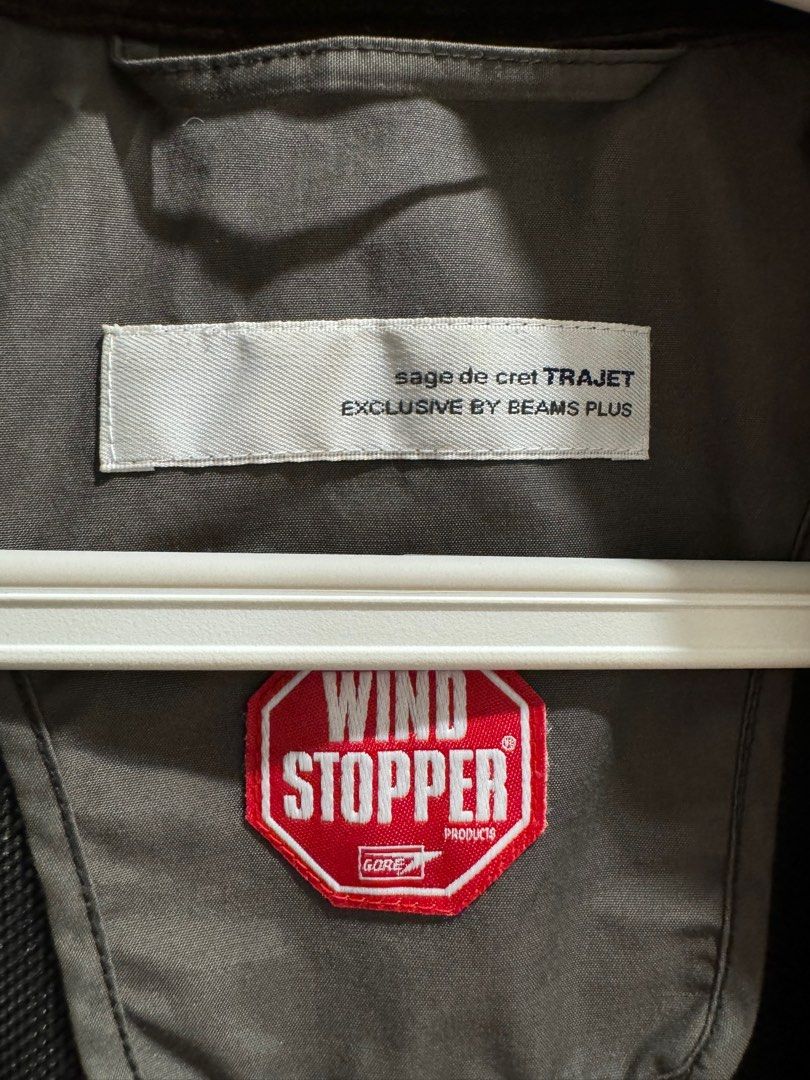 sage de cret TRAJET
EXCLUSIVE BY BEAMS PLUS
WIND
STOPPER®
PRODUCTS
GORE